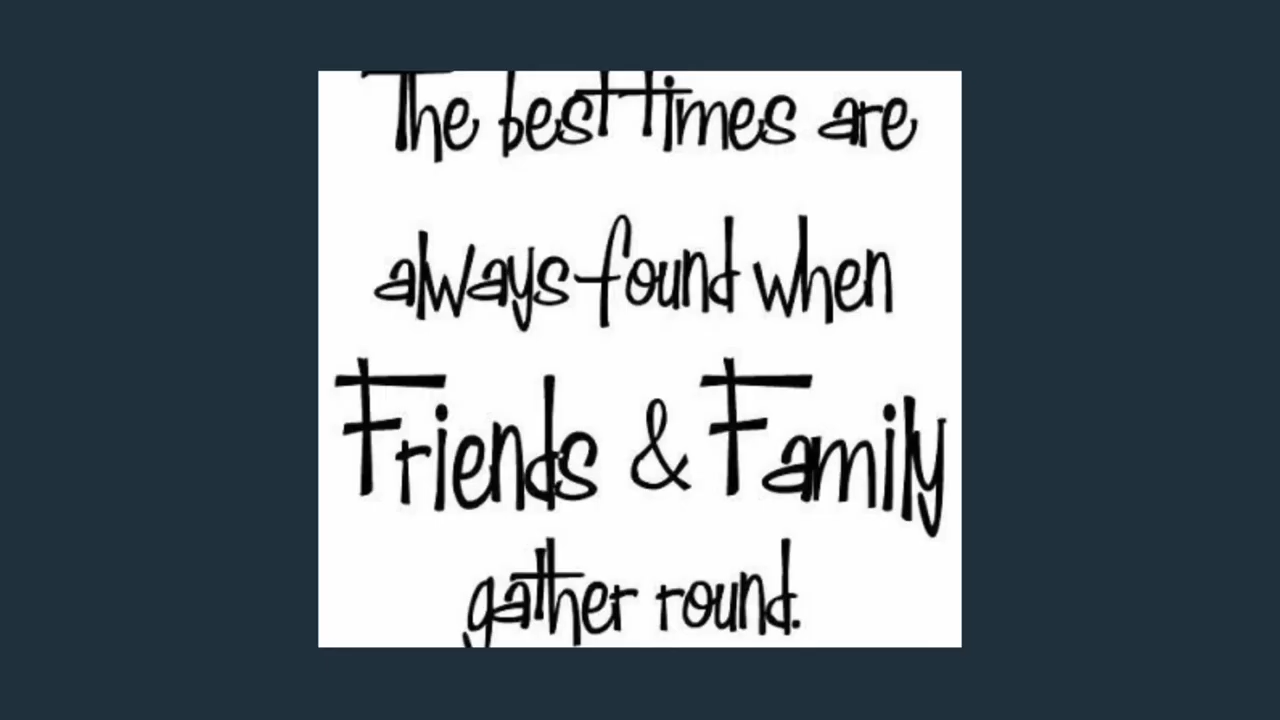 The best times are
always found when
Friends & Family
gather round.